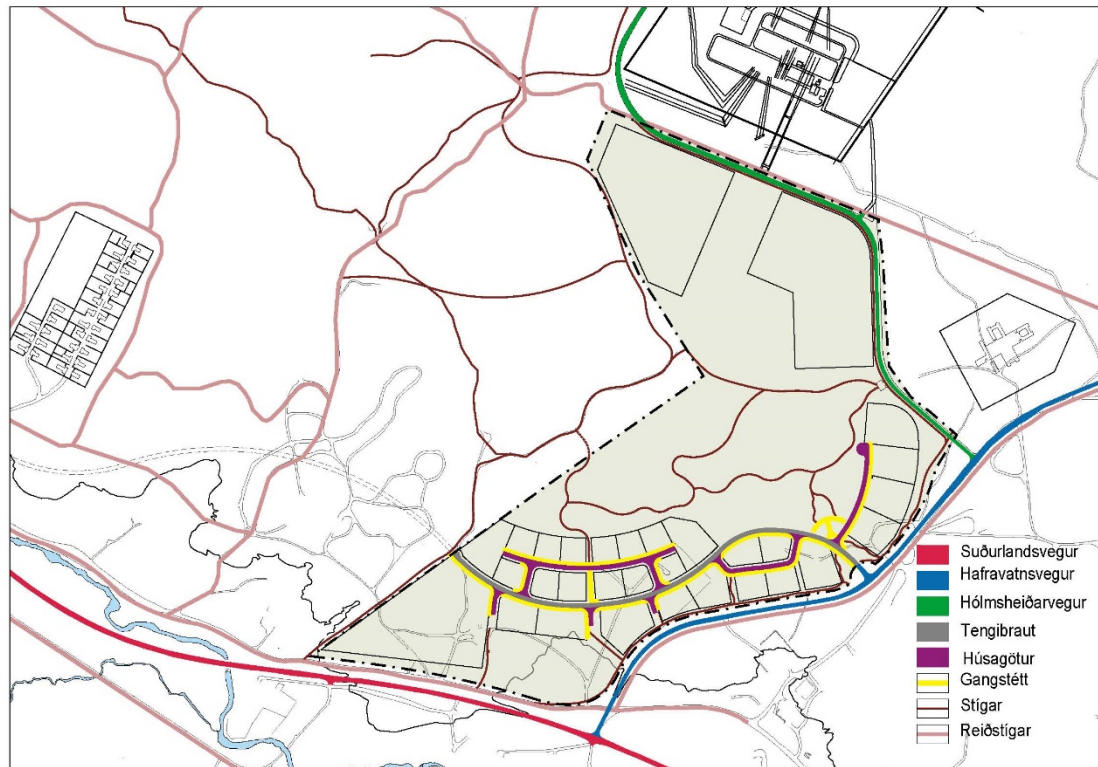 Suðurlandsvegur
Hafravatnsvegur
Hólmsheiðarvegur
Tengibraut
Húsagötur
Gangstétt
Stígar
Reiðstígar